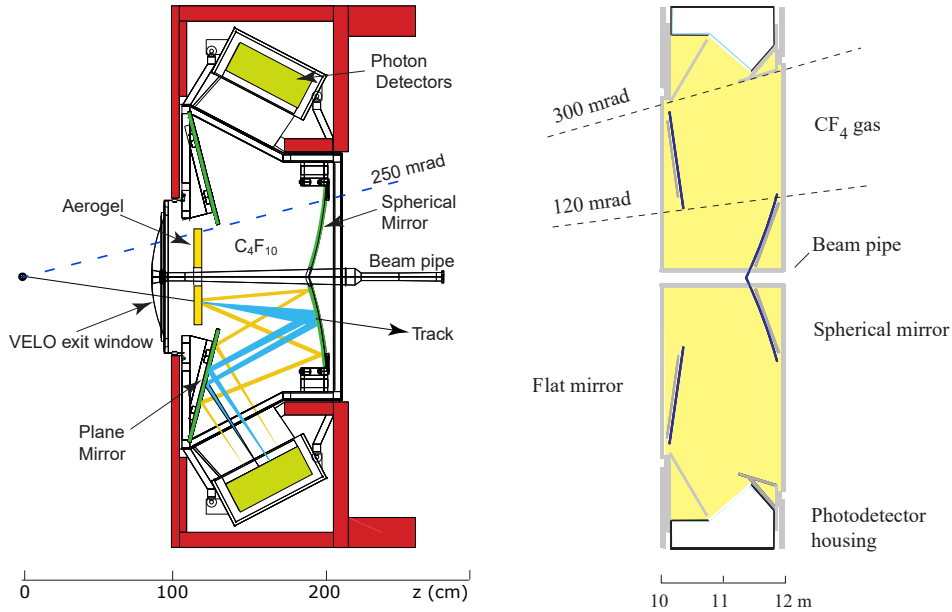 Photon
Detectors
250 mrad
Aerogel
Spherical
Mirror
C4F10
Beam pipe
VELO exit window
Track
Plane
Mirror
0
100
200
z (cm)
300 mrad
CF4 gas
120 mrad
Beam pipe
Spherical mirror
Flat mirror
Photodetector
housing
10
11
12 m